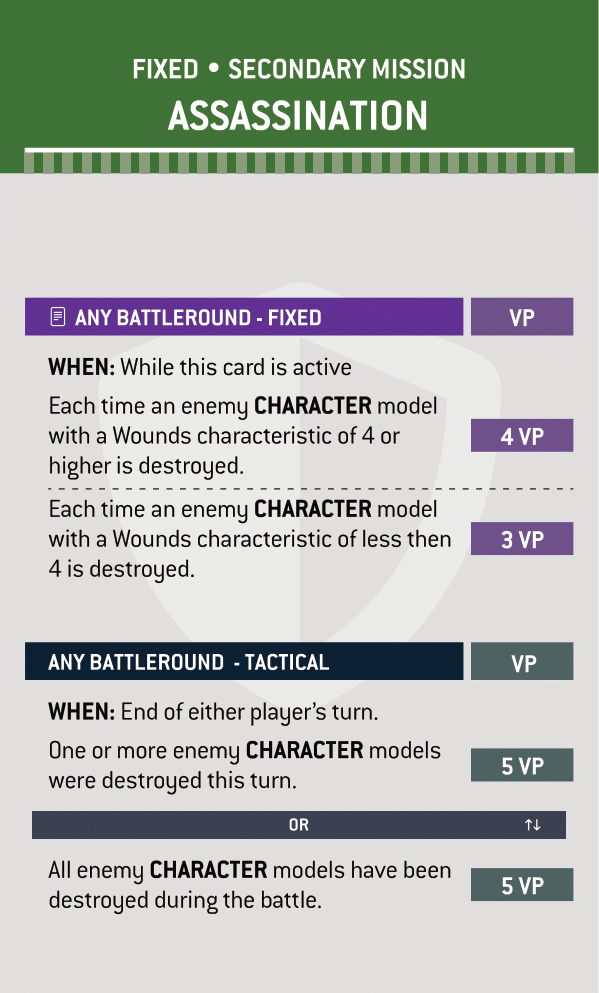 FIXED • SECONDARY MISSION
ASSASSINATION
ANY BATTLEROUND - FIXED VP
WHEN: While this card is active
Each time an enemy CHARACTER model
with a Wounds characteristic of 4 or 4 VP
higher is destroyed.
Each time an enemy CHARACTER model
with a Wounds characteristic of less then 3 VP
4 is destroyed.
ANY BATTLEROUND - TACTICAL VP
WHEN: End of either player’s turn.
One or more enemy CHARACTER models
were destroyed this turn. 5 VP
OR ↑↓
All enemy CHARACTER models have been
destroyed during the battle. 5 VP